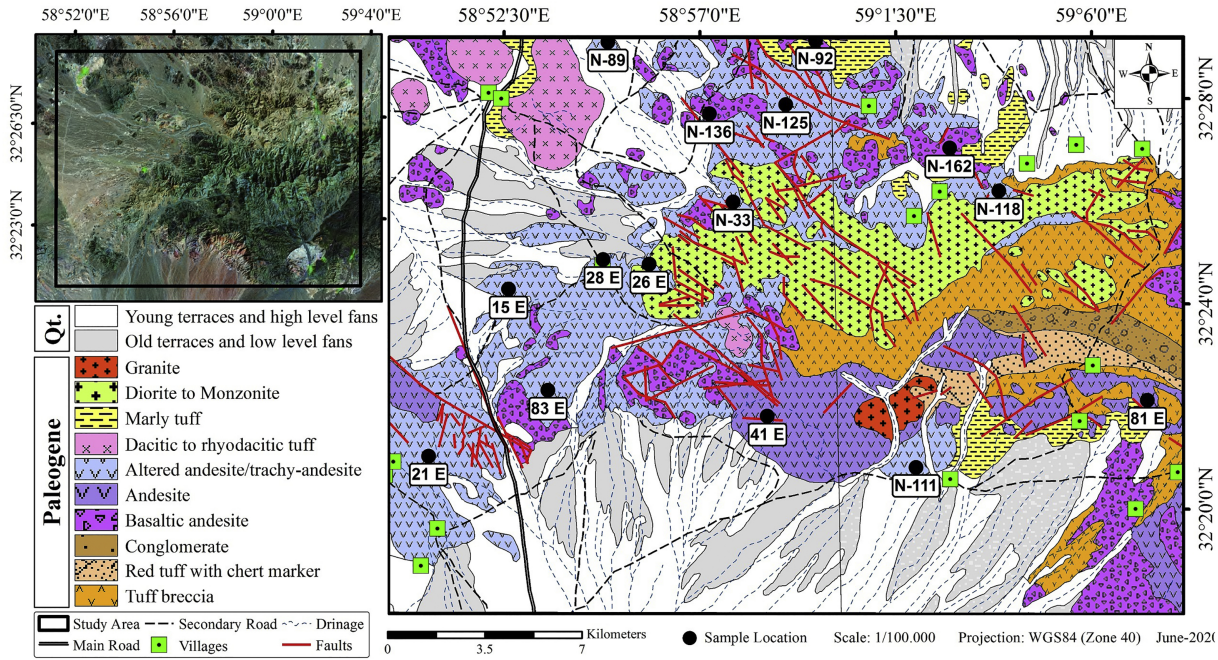 58°52'0"E 58°56'0"E 59°0'0"E 59°4'0"E
32°26'30"N
32°23'0"N
58°52'30"E 58°57'0"E 59°1'30"E 59°6'0"E
32°28'0"N
32°24'0"N
32°20'0"N
N
W E
S
N-89
N-92
N-136
N-125
N-162
N-118
N-33
28 E
26 E
15 E
83 E
41 E
81 E
21 E
N-111
Qt.
Young terraces and high level fans
Old terraces and low level fans
Paleogene
Granite
Diorite to Monzonite
Marly tuff
Dacitic to rhyodacitic tuff
Altered andesite/trachy-andesite
Andesite
Basaltic andesite
Conglomerate
Red tuff with chert marker
Tuff breccia
Study Area Secondary Road Drainage
Main Road Villages Faults
Kilometers
0 3.5 7
Sample Location Scale: 1/100.000 Projection: WGS84 (Zone 40) June-202